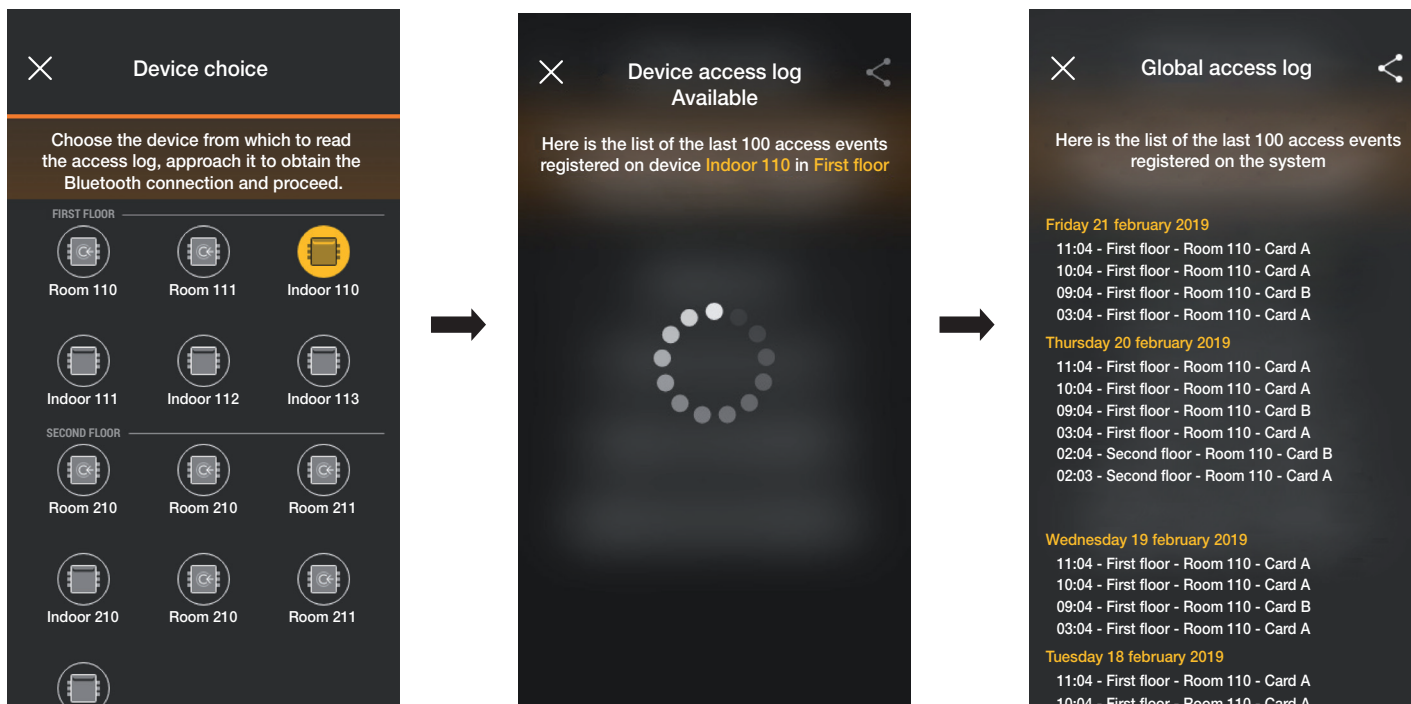 Device choice
Choose the device from which to read
the access log, approach it to obtain the
Bluetooth connection and proceed.
FIRST FLOOR
Room 110
Room 111
Indoor 110
Indoor 111
Indoor 112
Indoor 113
SECOND FLOOR
Room 210
Room 210
Room 211
Indoor 210
Room 210
Room 211
Device access log
Available
Here is the list of the last 100 access events
registered on device Indoor 110 in First floor
Global access log
Here is the list of the last 100 access events
registered on the system
Friday 21 february 2019
11:04 - First floor - Room 110 - Card A
10:04 - First floor - Room 110 - Card A
09:04 - First floor - Room 110 - Card B
03:04 - First floor - Room 110 - Card A
Thursday 20 february 2019
11:04 - First floor - Room 110 - Card A
10:04 - First floor - Room 110 - Card A
09:04 - First floor - Room 110 - Card B
03:04 - First floor - Room 110 - Card A
02:04 - Second floor - Room 110 - Card B
02:03 - Second floor - Room 110 - Card A
Wednesday 19 february 2019
11:04 - First floor - Room 110 - Card A
10:04 - First floor - Room 110 - Card A
09:04 - First floor - Room 110 - Card B
03:04 - First floor - Room 110 - Card A
Tuesday 18 february 2019
11:04 - First floor - Room 110 - Card A
10:04 - First floor - Room 110 - Card A